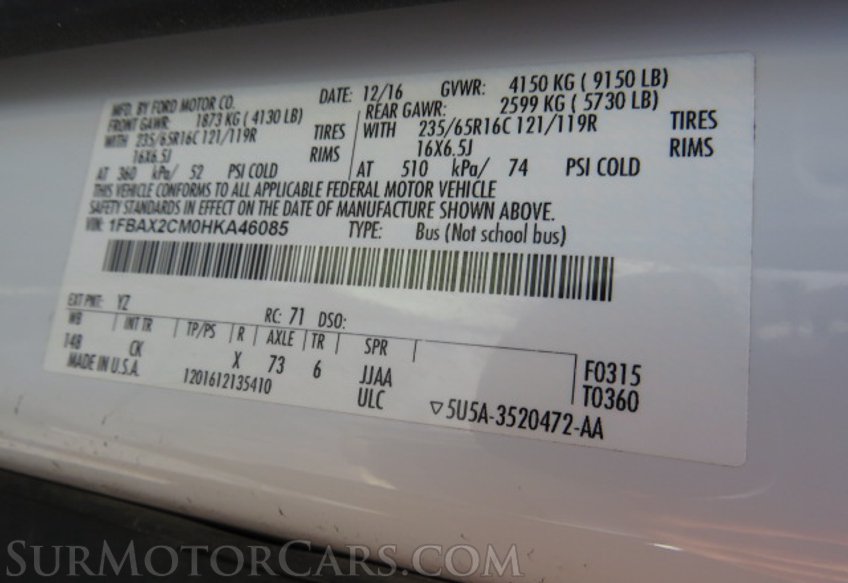 MFD. BY FORD MOTOR CO. DATE: 12/16 GVWR: 4150 KG ( 9150 LB)
FRONT GAWR: 1873 KG ( 4130 LB) REAR GAWR: 2599 KG ( 5730 LB)
WITH 235/65R16C 121/119R TIRES WITH 235/65R16C 121/119R TIRES
16X6.5J RIMS 16X6.5J RIMS
AT 360 kPa/ 52 PSI COLD AT 510 kPa/ 74 PSI COLD
THIS VEHICLE CONFORMS TO ALL APPLICABLE FEDERAL MOTOR VEHICLE
SAFETY STANDARDS IN EFFECT ON THE DATE OF MANUFACTURE SHOWN ABOVE.
VIN: 1FBAX2CM0HKA46085 TYPE: Bus (Not school bus)
EXT PNT: YZ RC: 71 DSO:
WB INT TR TP/PS R AXLE TR SPR
148 CK X 73 6 JJAA F0315
MADE IN U.S.A. 1201612135410 ULC T0360
▽5U5A-3520472-AA
SURMOTORCARS.COM